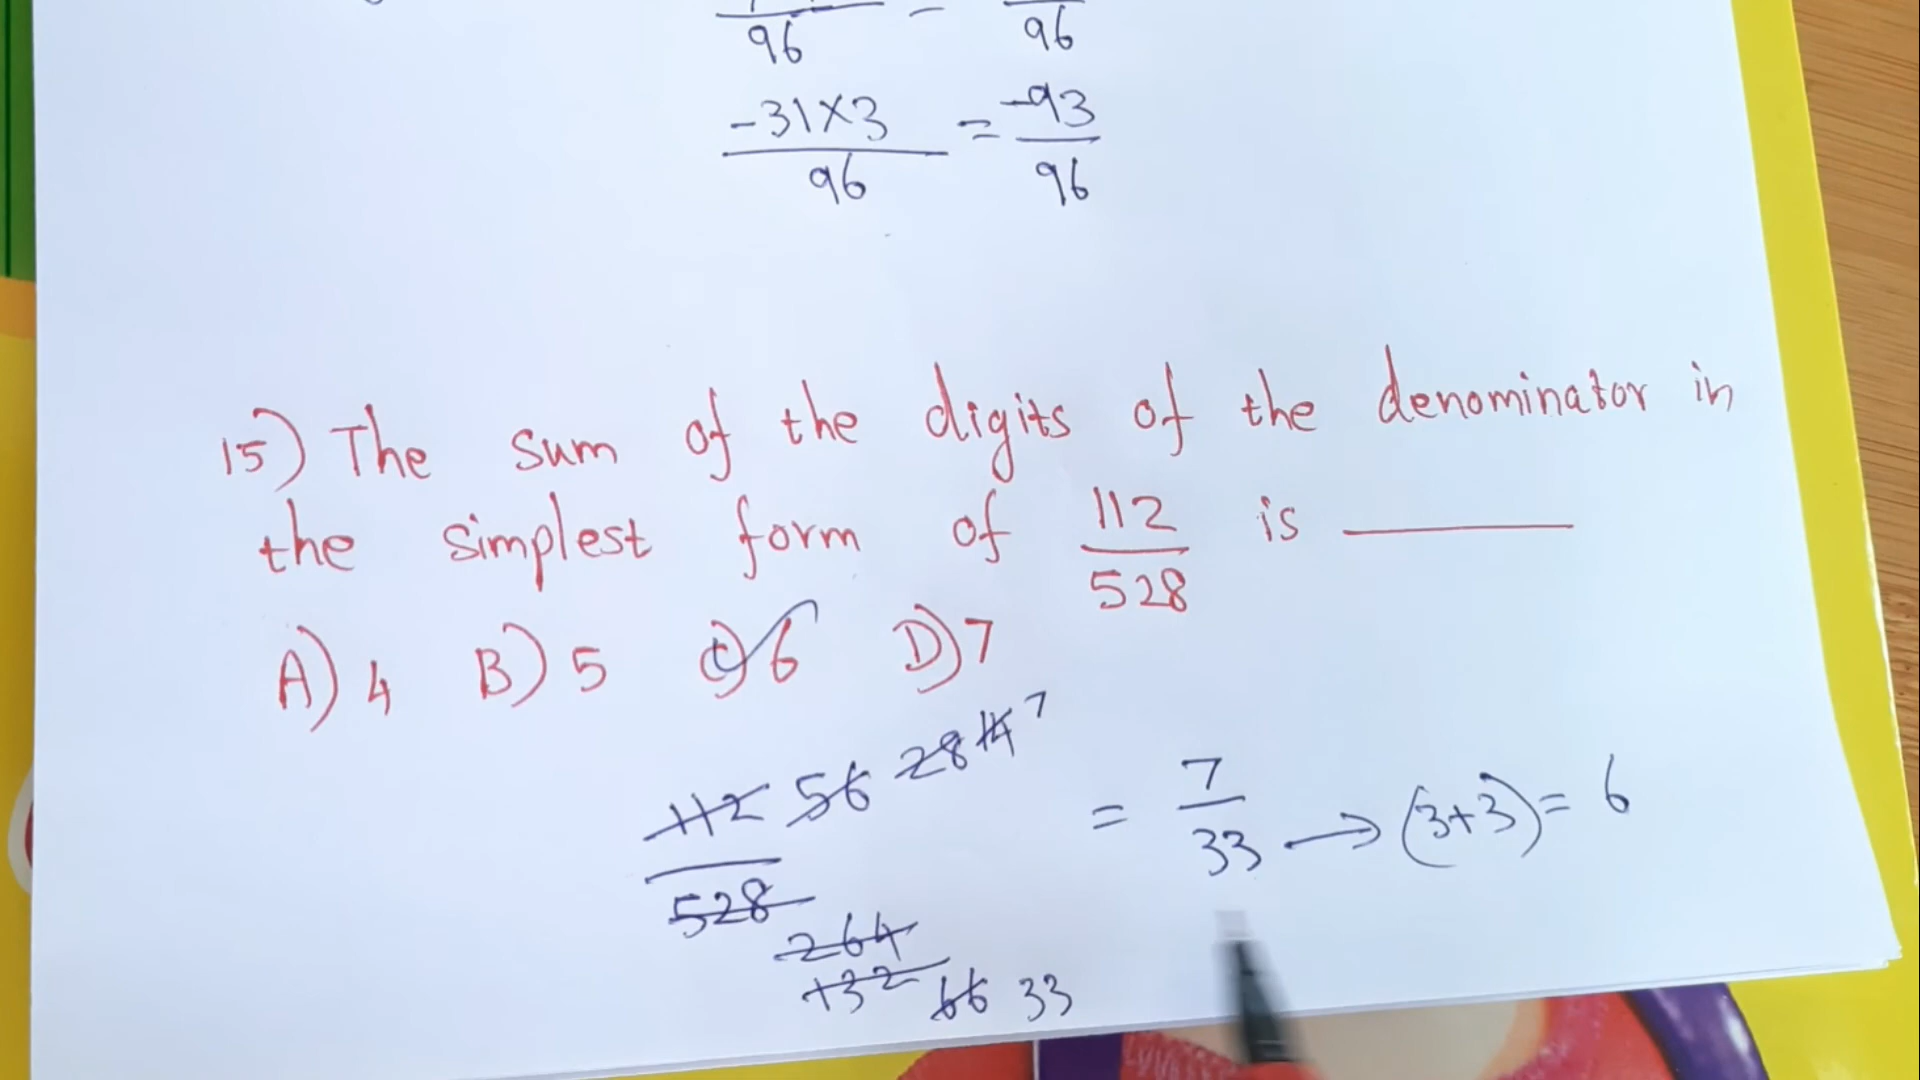 96 = 96
-31×3 = -93
96 96
15) The sum of the digits of the denominator in
the simplest form of 112/528 is ______
A) 4 B) 5 C) 6 D) 7
112 56 28 14 7
528 264 132 66 33
= 7/33 → (3+3) = 6